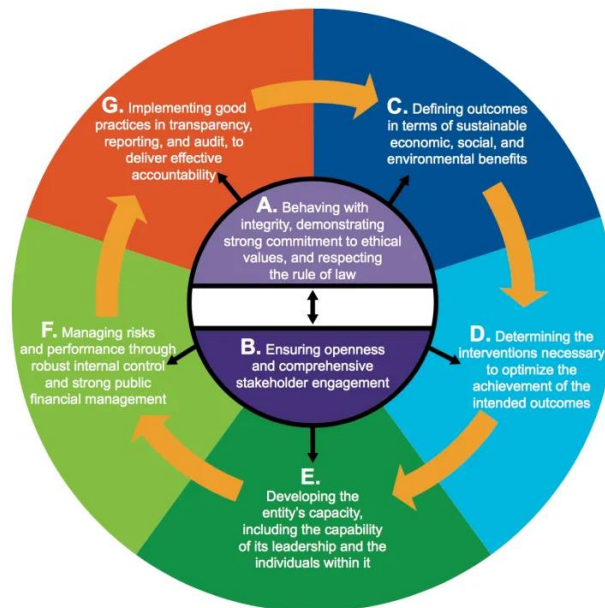 A. Behaving with
integrity, demonstrating
strong commitment to ethical
values, and respecting
the rule of law
B. Ensuring openness
and comprehensive
stakeholder engagement
C. Defining outcomes
in terms of sustainable
economic, social, and
environmental benefits
D. Determining the
interventions necessary
to optimize the
achievement of the
intended outcomes
E.
Developing the
entity's capacity,
including the capability
of its leadership and the
individuals within it
F. Managing risks
and performance through
robust internal control
and strong public
financial management
G. Implementing good
practices in transparency,
reporting, and audit, to
deliver effective
accountability